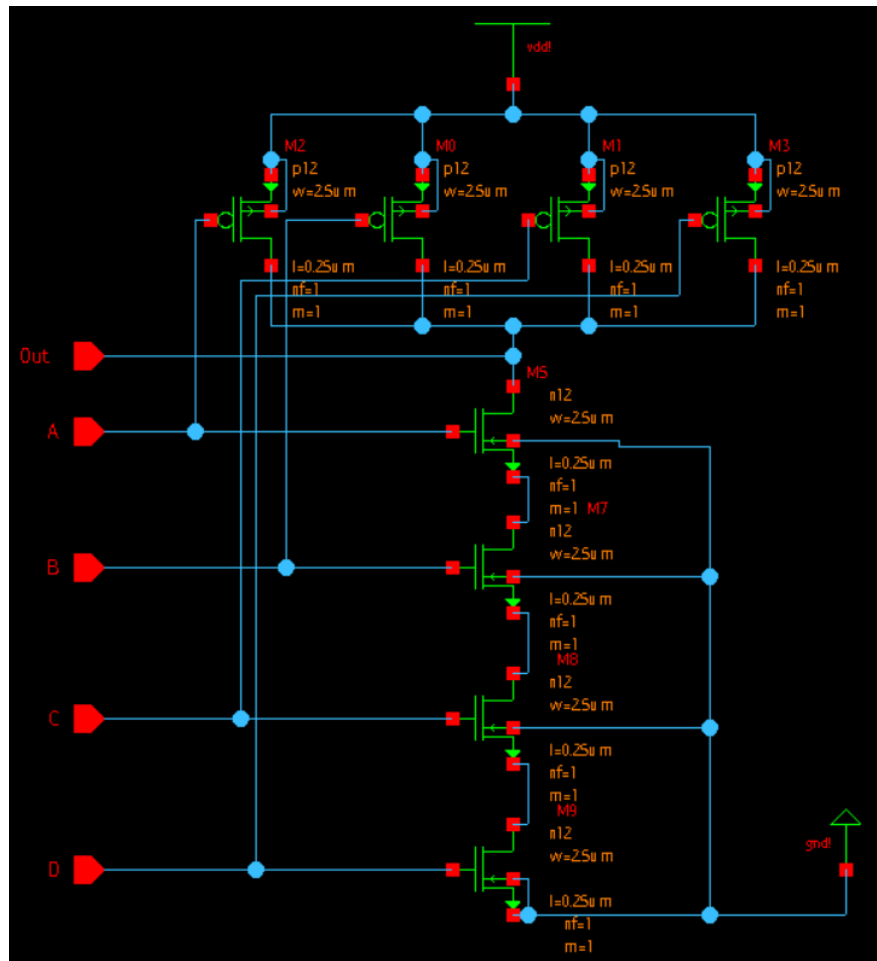 vdd!
M2
p12
w=2.5u m
l=0.25u m
nf=1
m=1
M0
p12
w=2.5u m
l=0.25u m
nf=1
m=1
M1
p12
w=2.5u m
l=0.25u m
nf=1
m=1
M3
p12
w=2.5u m
l=0.25u m
nf=1
m=1
Out
M5
n12
w=2.5u m
A
l=0.25u m
nf=1
m=1 M7
n12
w=2.5u m
B
l=0.25u m
nf=1
m=1
M8
n12
w=2.5u m
C
l=0.25u m
nf=1
m=1
M9
n12
w=2.5u m
gnd!
D
l=0.25u m
nf=1
m=1